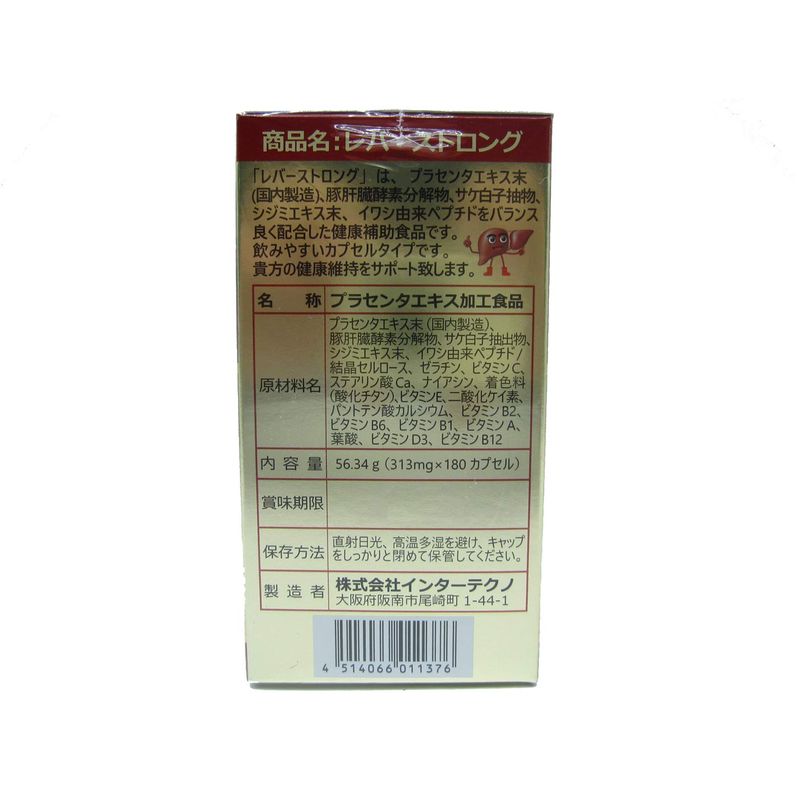 商品名:レバーストロング
「レバーストロング」は、プラセンタエキス末
(国内製造)、豚肝臓酵素分解物、サケ白子抽物、
シジミエキス末、イワシ由来ペプチドをバランス
良く配合した健康補助食品です。
飲みやすいカプセルタイプです。
貴方の健康維持をサポート致します。
名称 プラセンタエキス加工食品
原材料名
プラセンタエキス末(国内製造)、
豚肝臓酵素分解物、サケ白子抽出物、
シジミエキス末、イワシ由来ペプチド/
結晶セルロース、ゼラチン、ビタミンC、
ステアリン酸Ca、ナイアシン、着色料
(酸化チタン)、ビタミンE、二酸化ケイ素、
パントテン酸カルシウム、ビタミンB2、
ビタミンB6、ビタミンB1、ビタミンA、
葉酸、ビタミンD3、ビタミンB12
内容量 56.34g(313mg×180カプセル)
賞味期限
保存方法
直射日光、高温多湿を避け、キャップ
をしっかりと閉めて保管してください。
製造者
株式会社インターテクノ
大阪府阪南市尾崎町 1-44-1
4 514066 011376